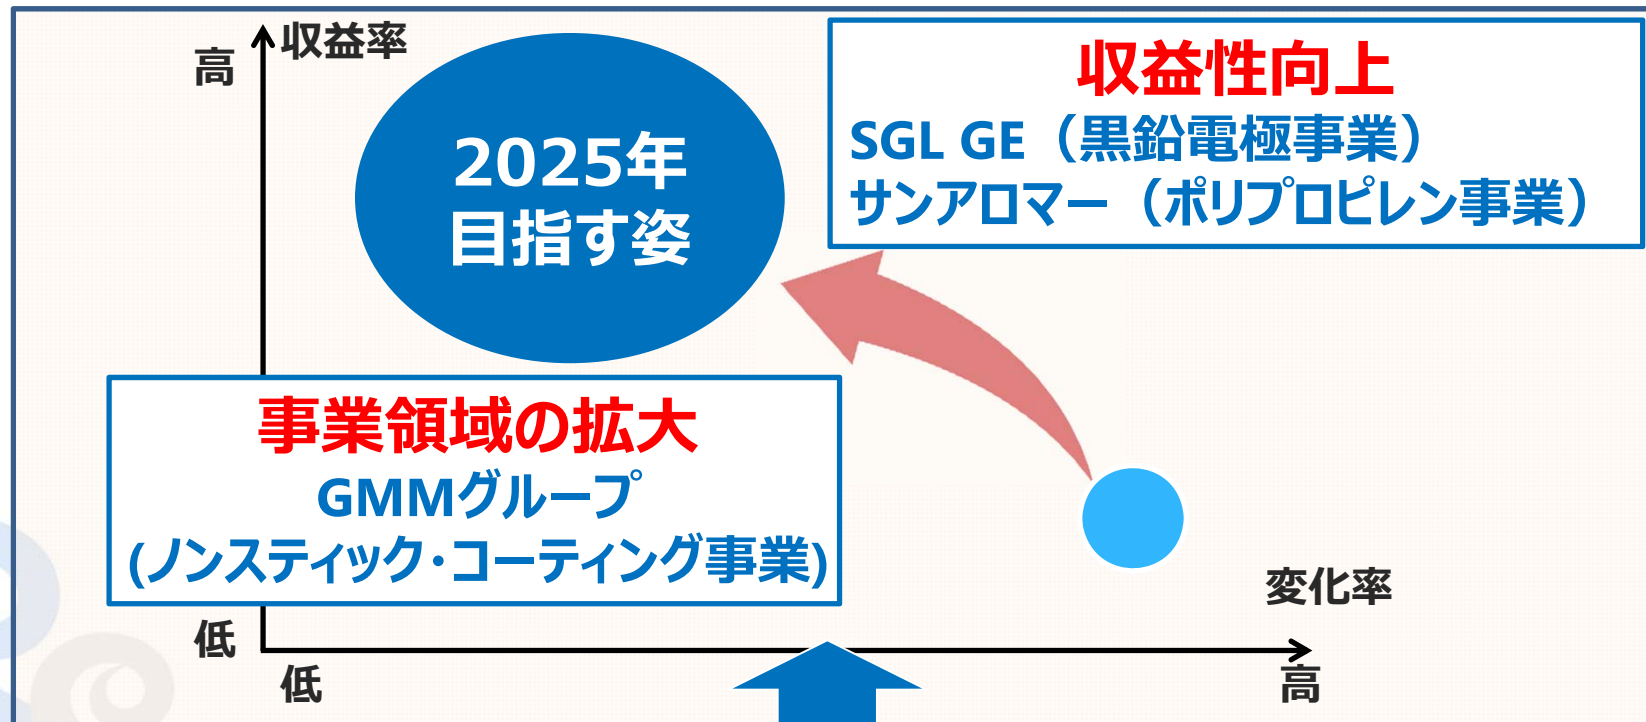 高
収益率
2025年
目指す姿
収益性向上
SGL GE（黒鉛電極事業）
サンアロマー（ポリプロピレン事業）
事業領域の拡大
GMMグループ
(ノンスティック・コーティング事業)
変化率
低
低
高